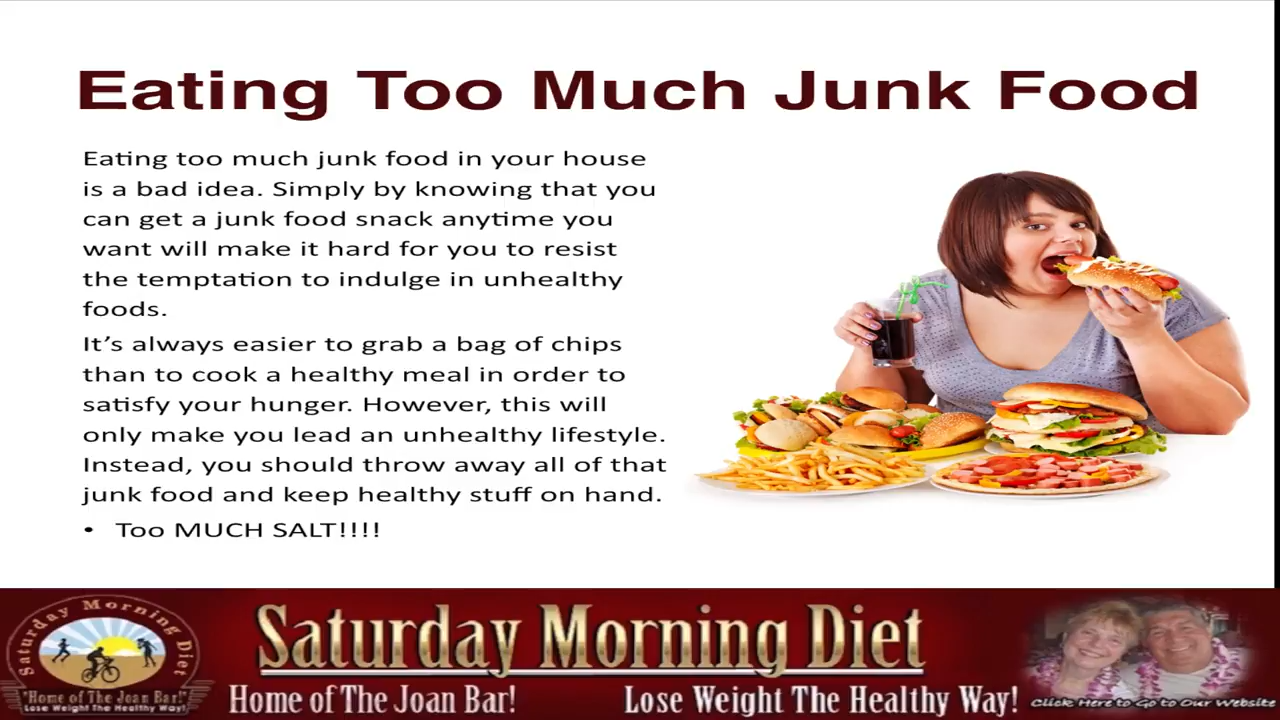 Eating Too Much Junk Food
Eating too much junk food in your house
is a bad idea. Simply by knowing that you
can get a junk food snack anytime you
want will make it hard for you to resist
the temptation to indulge in unhealthy
foods.
It’s always easier to grab a bag of chips
than to cook a healthy meal in order to
satisfy your hunger. However, this will
only make you lead an unhealthy lifestyle.
Instead, you should throw away all of that
junk food and keep healthy stuff on hand.
• Too MUCH SALT!!!!
Saturday Morning Diet
"Home of The Joan Bar!"
Lose Weight The Healthy Way!
Saturday Morning Diet
Home of The Joan Bar! Lose Weight The Healthy Way!
Click Here to Go to Our Website